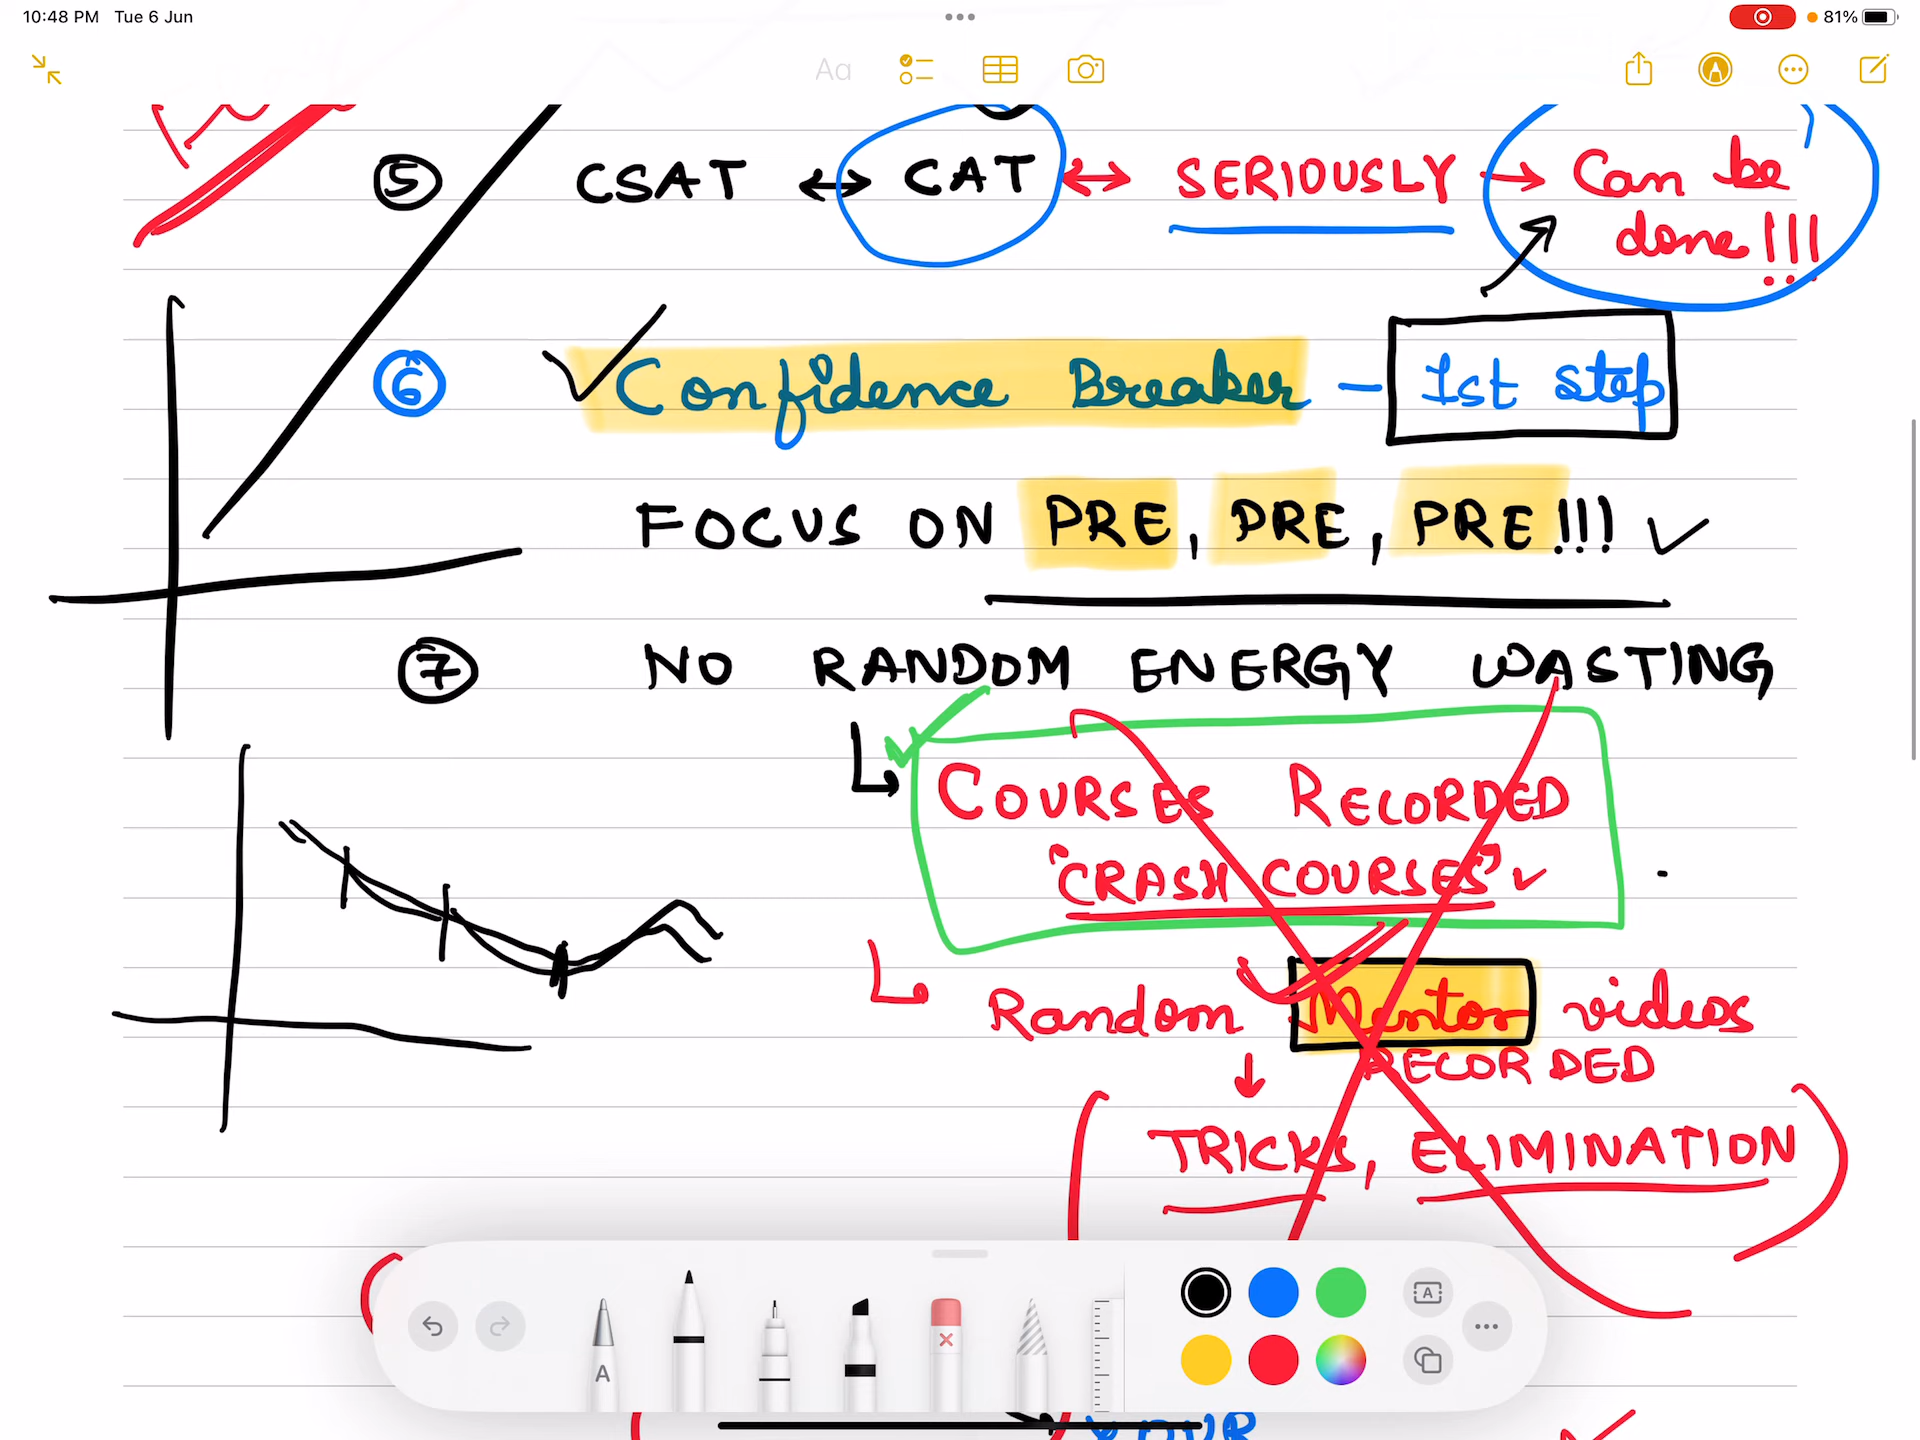 10:48 PM Tue 6 Jun
81%
Aa
5 CSAT ↔ CAT ↔ SERIOUSLY → Can be
done!!!
6 Confidence Breaker - 1st step
FOCUS ON PRE, PRE, PRE!!!
7 NO RANDOM ENERGY WASTING
COURSES RECORDED
"CRASH COURSES"
Random Mentor videos
RECORDED
TRICKS, ELIMINATION
A
A
YOUR